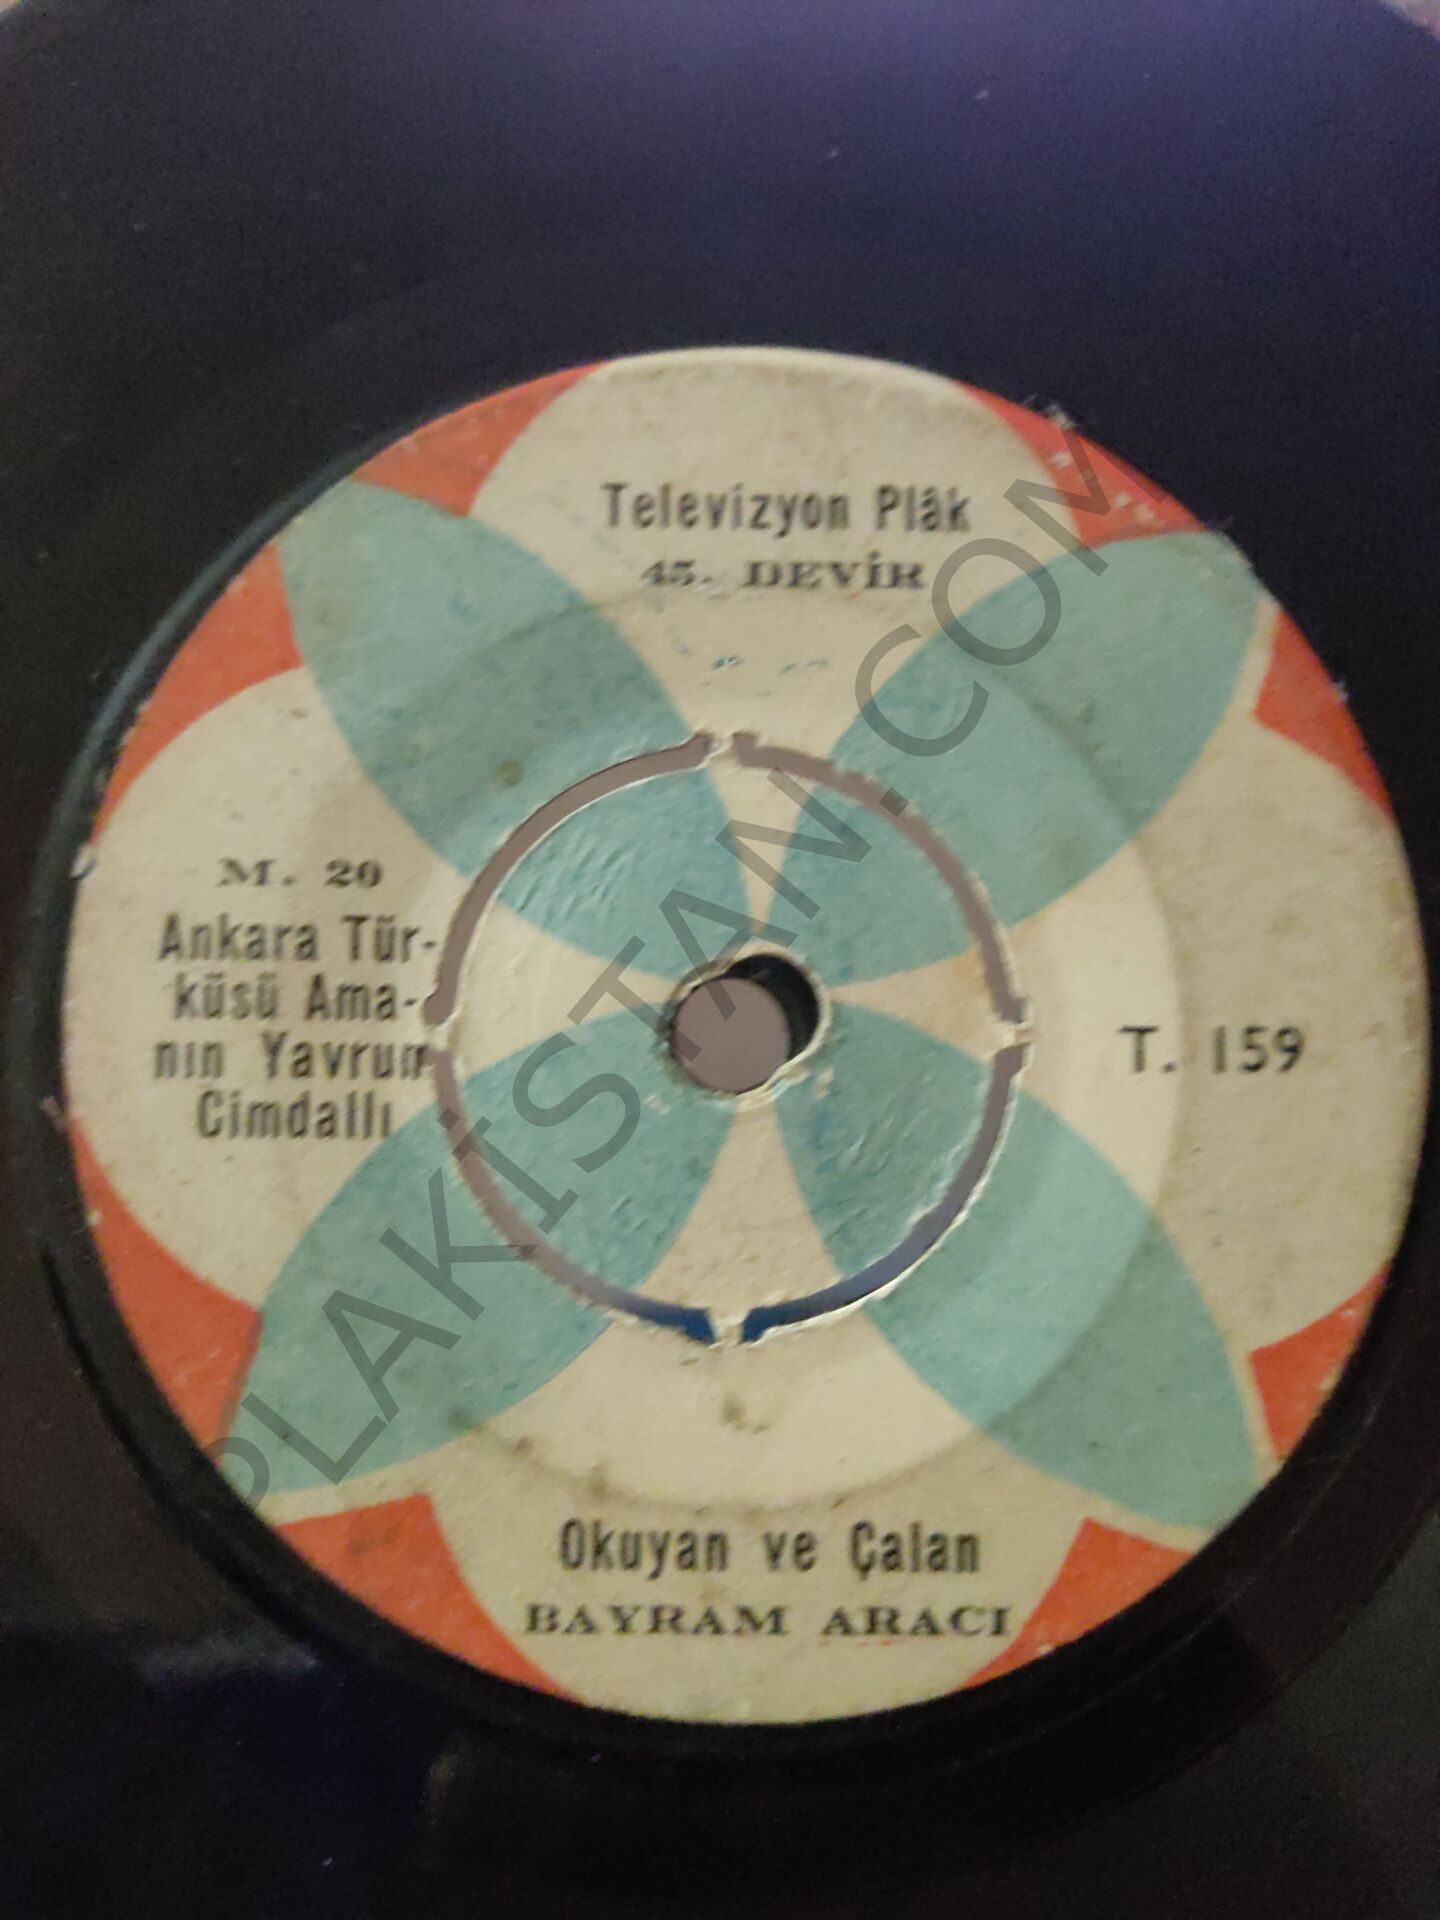 Televizyon Plâk
45. DEVİR
M. 20
Ankara Tür-
küsü Ama-
nın Yavrum
Cimdallı
T. 159
Okuyan ve Çalan
BAYRAM ARACI
PLAKİSTAN.COM